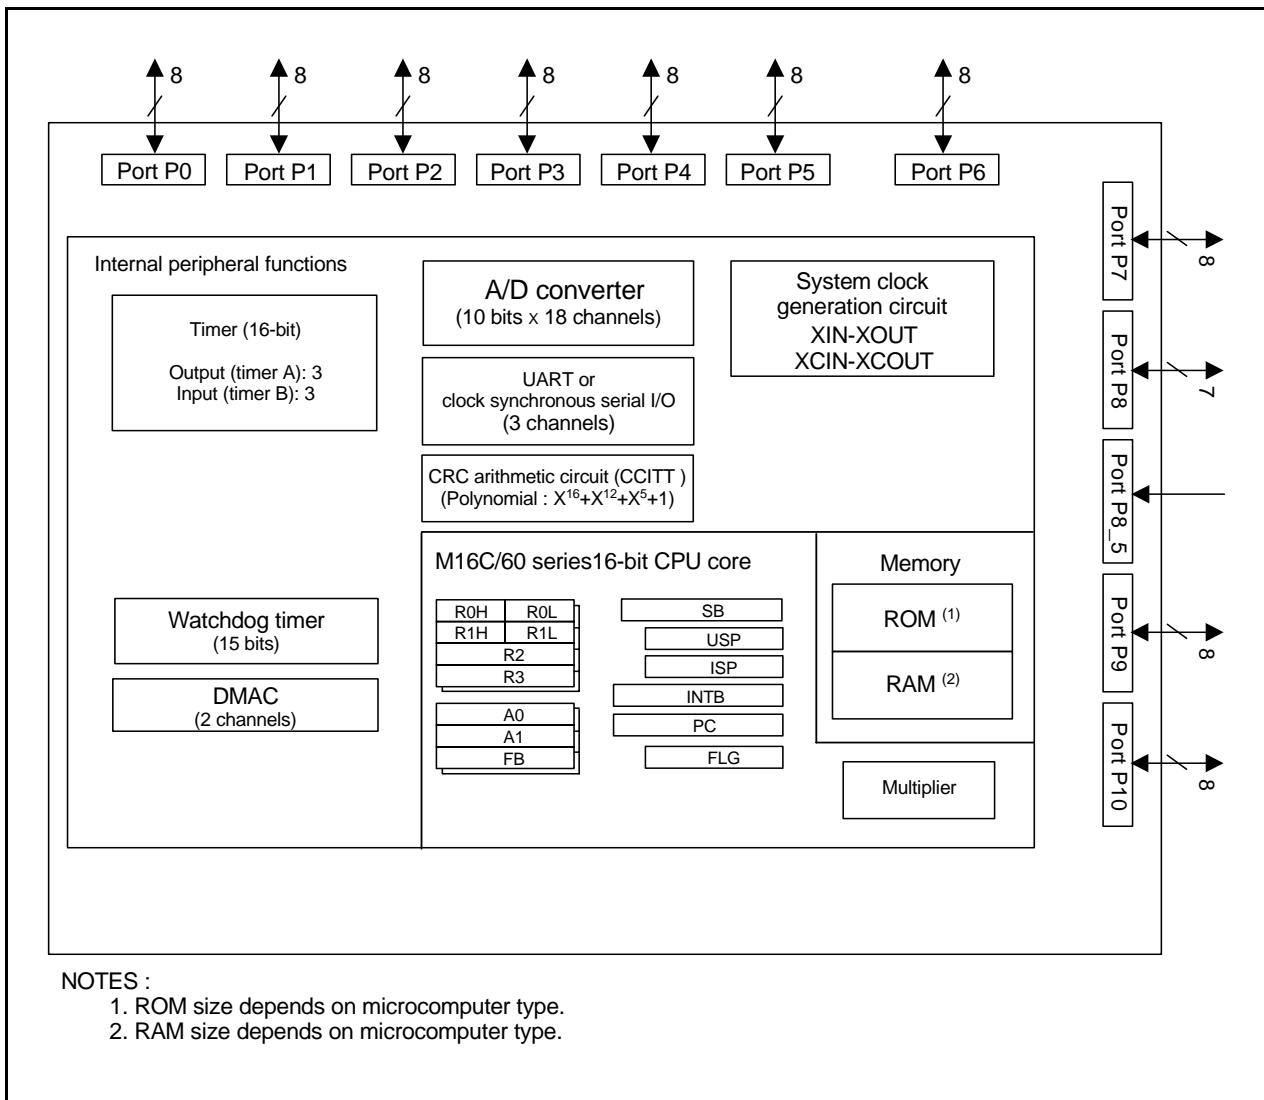 8
8
8
8
8
8
8
Port P0
Port P1
Port P2
Port P3
Port P4
Port P5
Port P6
Port P7
8
Port P8
7
Port P8_5
Port P9
8
Port P10
8
Internal peripheral functions
Timer (16-bit)
Output (timer A): 3
Input (timer B): 3
Watchdog timer
(15 bits)
DMAC
(2 channels)
A/D converter
(10 bits x 18 channels)
UART or
clock synchronous serial I/O
(3 channels)
CRC arithmetic circuit (CCITT )
(Polynomial : X¹⁶+X¹²+X⁵+1)
System clock
generation circuit
XIN-XOUT
XCIN-XCOUT
M16C/60 series16-bit CPU core
R0H
R0L
R1H
R1L
R2
R3
A0
A1
FB
SB
USP
ISP
INTB
PC
FLG
Memory
ROM ⁽¹⁾
RAM ⁽²⁾
Multiplier
NOTES :
1. ROM size depends on microcomputer type.
2. RAM size depends on microcomputer type.